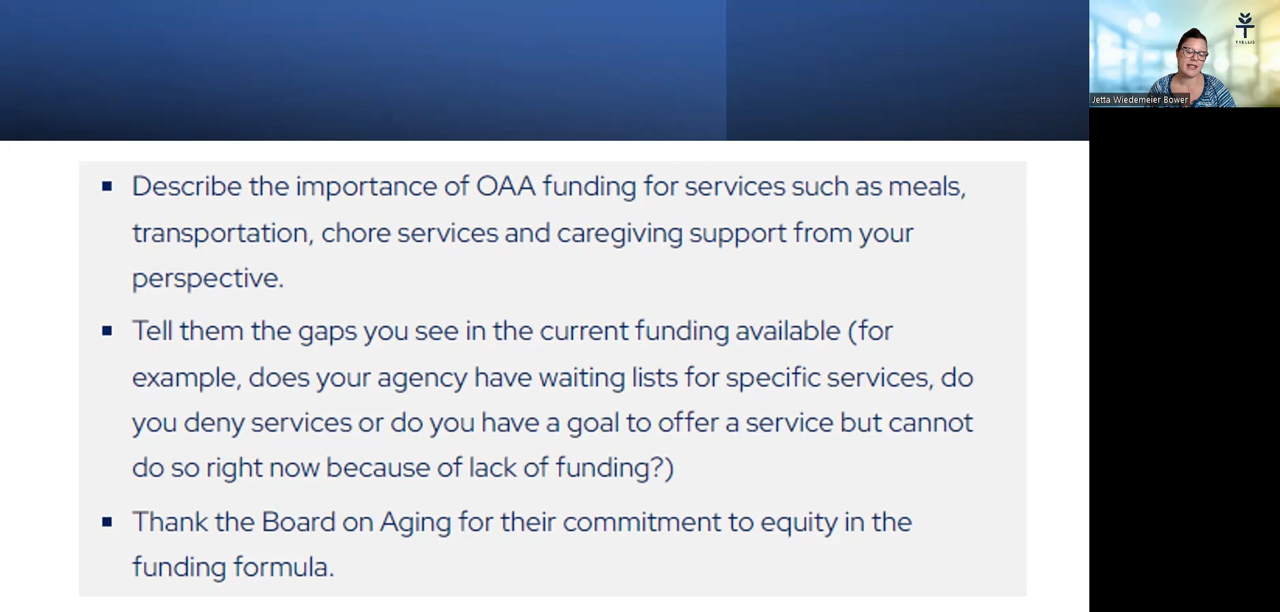 TRELLIS
Jetta Wiedemeier Bower
▪ Describe the importance of OAA funding for services such as meals,
transportation, chore services and caregiving support from your
perspective.
▪ Tell them the gaps you see in the current funding available (for
example, does your agency have waiting lists for specific services, do
you deny services or do you have a goal to offer a service but cannot
do so right now because of lack of funding?)
▪ Thank the Board on Aging for their commitment to equity in the
funding formula.